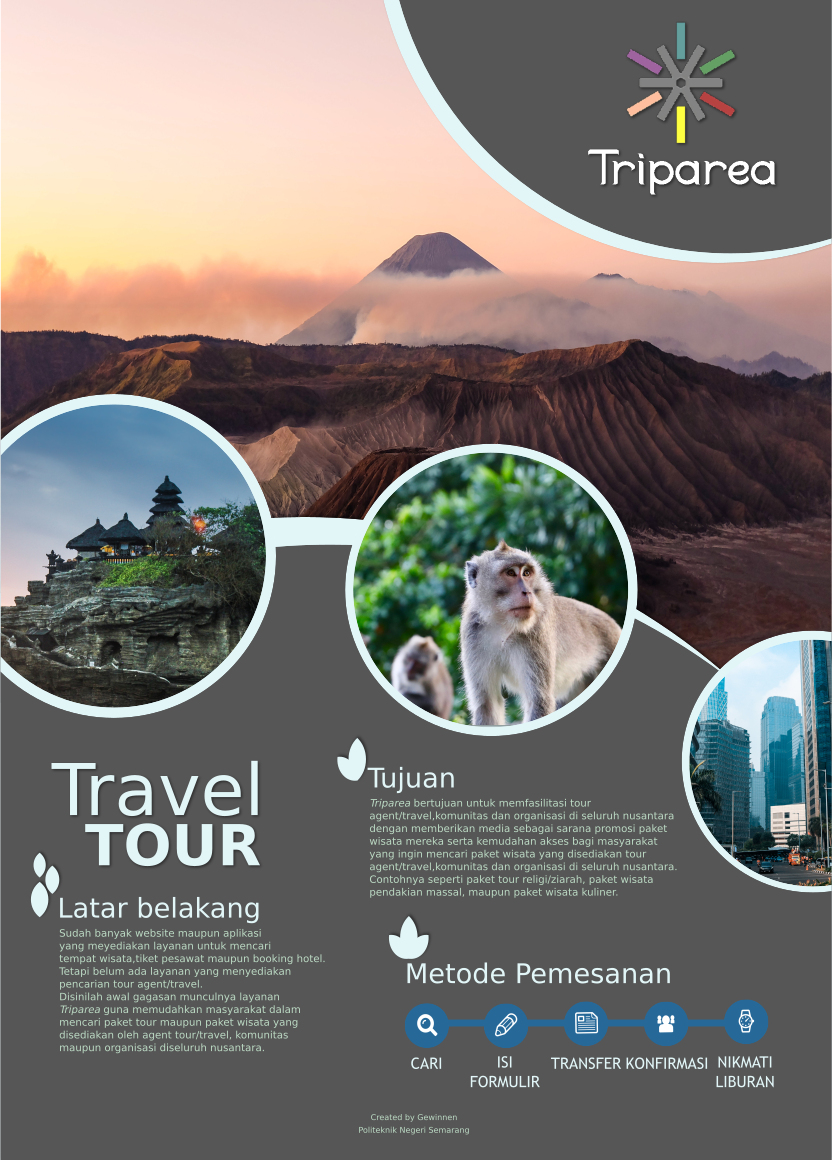 Triparea
Travel
TOUR
Latar belakang
Sudah banyak website maupun aplikasi
yang meyediakan layanan untuk mencari
tempat wisata,tiket pesawat maupun booking hotel.
Tetapi belum ada layanan yang menyediakan
pencarian tour agent/travel.
Disinilah awal gagasan munculnya layanan
Triparea guna memudahkan masyarakat dalam
mencari paket tour maupun paket wisata yang
disediakan oleh agent tour/travel, komunitas
maupun organisasi diseluruh nusantara.
Tujuan
Triparea bertujuan untuk memfasilitasi tour
agent/travel,komunitas dan organisasi di seluruh nusantara
dengan memberikan media sebagai sarana promosi paket
wisata mereka serta kemudahan akses bagi masyarakat
yang ingin mencari paket wisata yang disediakan tour
agent/travel,komunitas dan organisasi di seluruh nusantara.
Contohnya seperti paket tour religi/ziarah, paket wisata
pendakian massal, maupun paket wisata kuliner.
Metode Pemesanan
CARI
ISI
FORMULIR
TRANSFER
KONFIRMASI
NIKMATI
LIBURAN
Created by Gewinnen
Politeknik Negeri Semarang